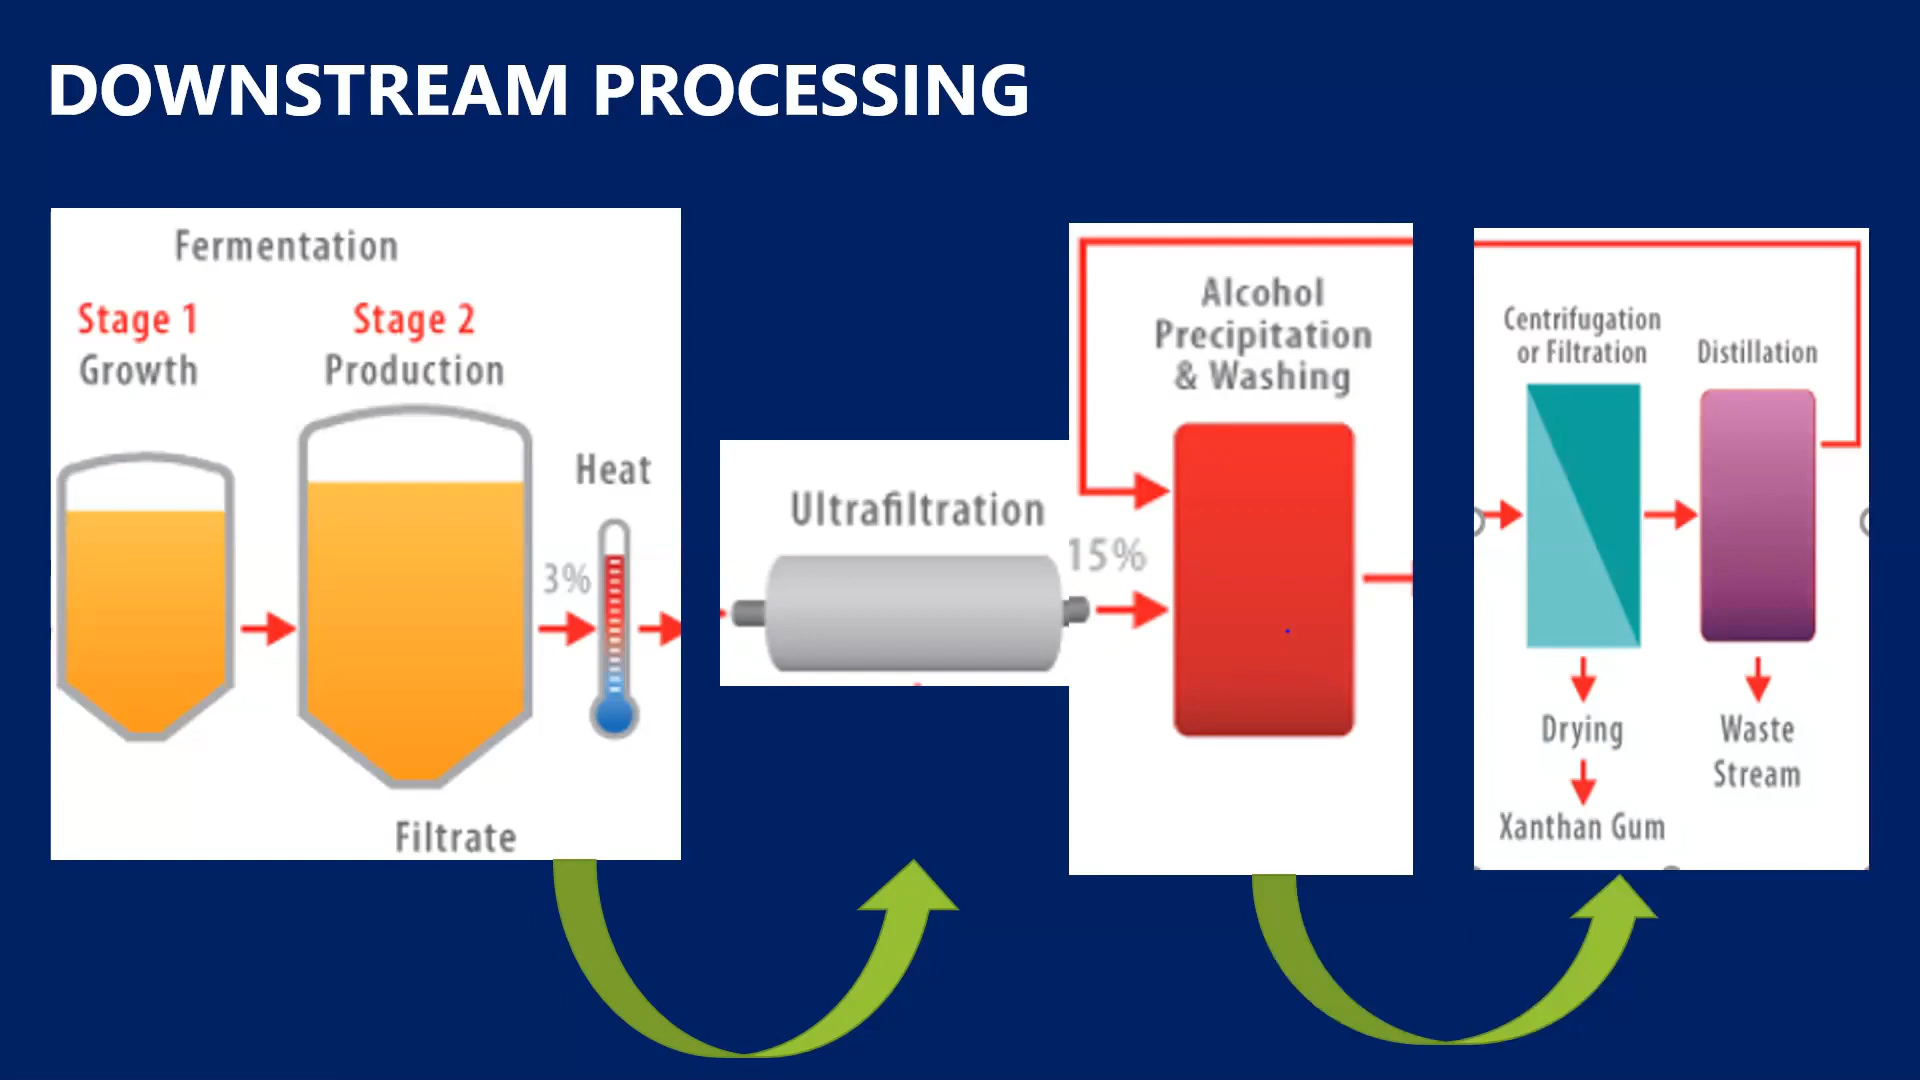 DOWNSTREAM PROCESSING
Fermentation
Stage 1
Growth
Stage 2
Production
Heat
3%
Filtrate
Ultrafiltration
15%
Alcohol
Precipitation
& Washing
Centrifugation
or Filtration
Distillation
Drying
Xanthan Gum
Waste
Stream